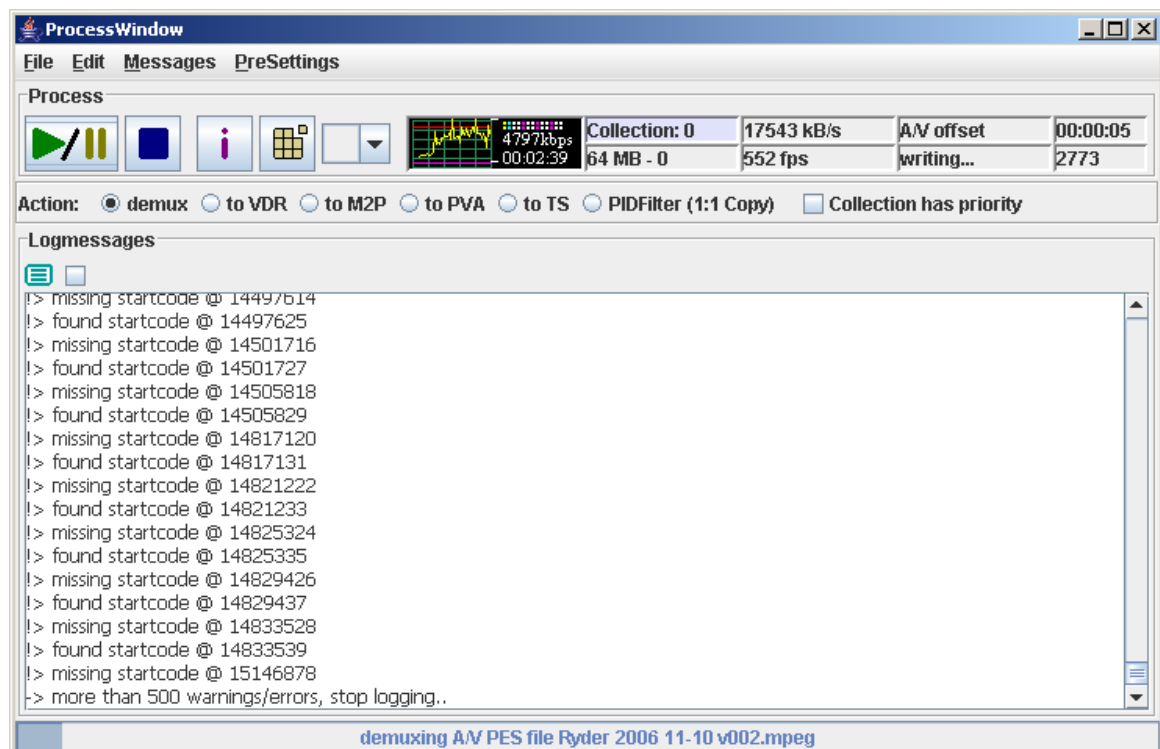 ProcessWindow
File Edit Messages PreSettings
Process
4797kbps
00:02:39
Collection: 0 17543 kB/s A/V offset 00:00:05
64 MB - 0 552 fps writing... 2773
Action: demux to VDR to M2P to PVA to TS PIDFilter (1:1 Copy) Collection has priority
Logmessages
!> missing startcode @ 14497614
!> found startcode @ 14497625
!> missing startcode @ 14501716
!> found startcode @ 14501727
!> missing startcode @ 14505818
!> found startcode @ 14505829
!> missing startcode @ 14817120
!> found startcode @ 14817131
!> missing startcode @ 14821222
!> found startcode @ 14821233
!> missing startcode @ 14825324
!> found startcode @ 14825335
!> missing startcode @ 14829426
!> found startcode @ 14829437
!> missing startcode @ 14833528
!> found startcode @ 14833539
!> missing startcode @ 15146878
-> more than 500 warnings/errors, stop logging..
demuxing A/V PES file Ryder 2006 11-10 v002.mpeg